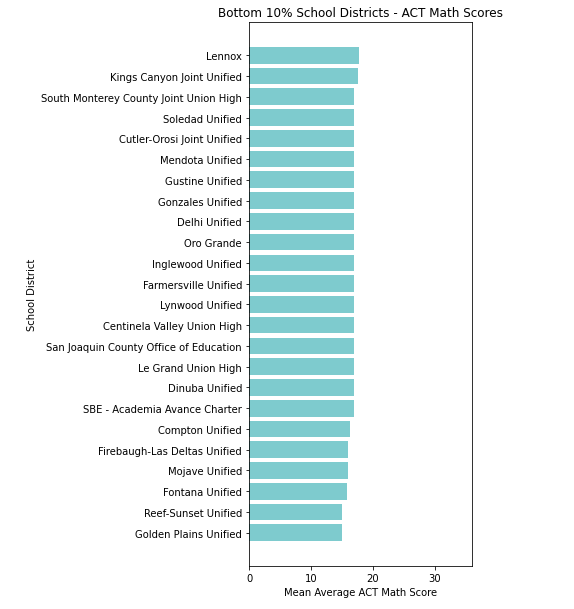 Bottom 10% School Districts - ACT Math Scores
Lennox
Kings Canyon Joint Unified
South Monterey County Joint Union High
Soledad Unified
Cutler-Orosi Joint Unified
Mendota Unified
Gustine Unified
Gonzales Unified
Delhi Unified
Oro Grande
Inglewood Unified
Farmersville Unified
Lynwood Unified
Centinela Valley Union High
San Joaquin County Office of Education
Le Grand Union High
Dinuba Unified
SBE - Academia Avance Charter
Compton Unified
Firebaugh-Las Deltas Unified
Mojave Unified
Fontana Unified
Reef-Sunset Unified
Golden Plains Unified
School District
0 10 20 30
Mean Average ACT Math Score